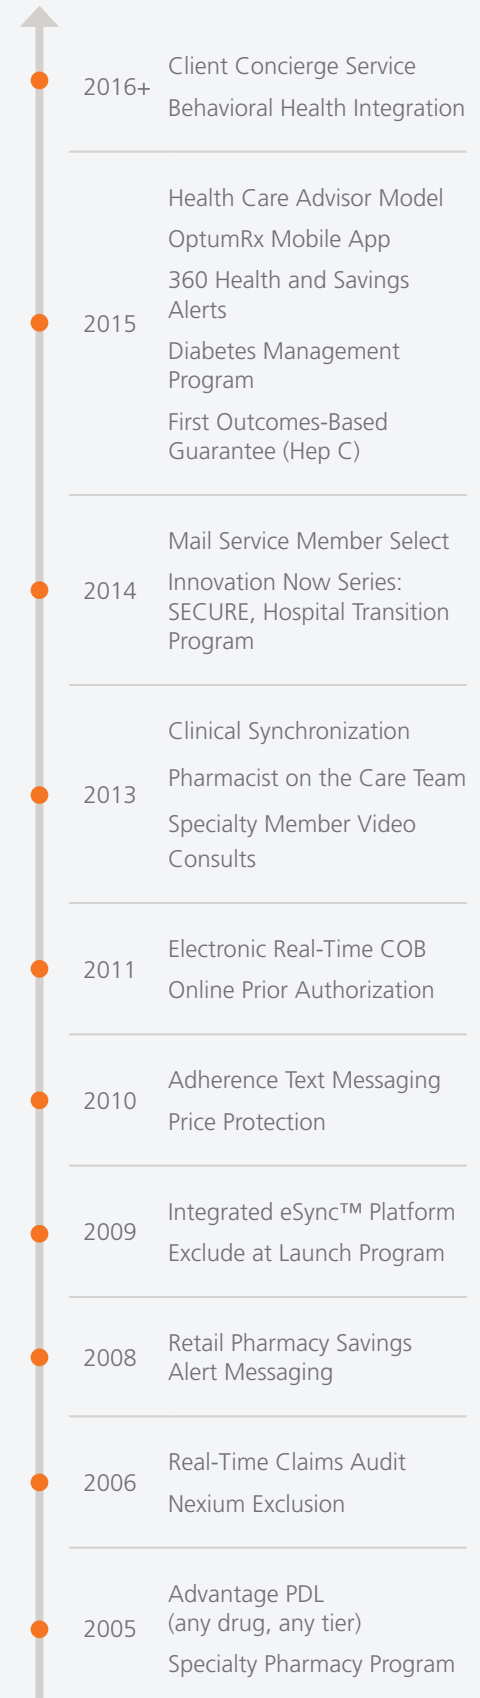 2016+
Client Concierge Service
Behavioral Health Integration
2015
Health Care Advisor Model
OptumRx Mobile App
360 Health and Savings
Alerts
Diabetes Management
Program
First Outcomes-Based
Guarantee (Hep C)
2014
Mail Service Member Select
Innovation Now Series:
SECURE, Hospital Transition
Program
2013
Clinical Synchronization
Pharmacist on the Care Team
Specialty Member Video
Consults
2011
Electronic Real-Time COB
Online Prior Authorization
2010
Adherence Text Messaging
Price Protection
2009
Integrated eSync™ Platform
Exclude at Launch Program
2008
Retail Pharmacy Savings
Alert Messaging
2006
Real-Time Claims Audit
Nexium Exclusion
2005
Advantage PDL
(any drug, any tier)
Specialty Pharmacy Program